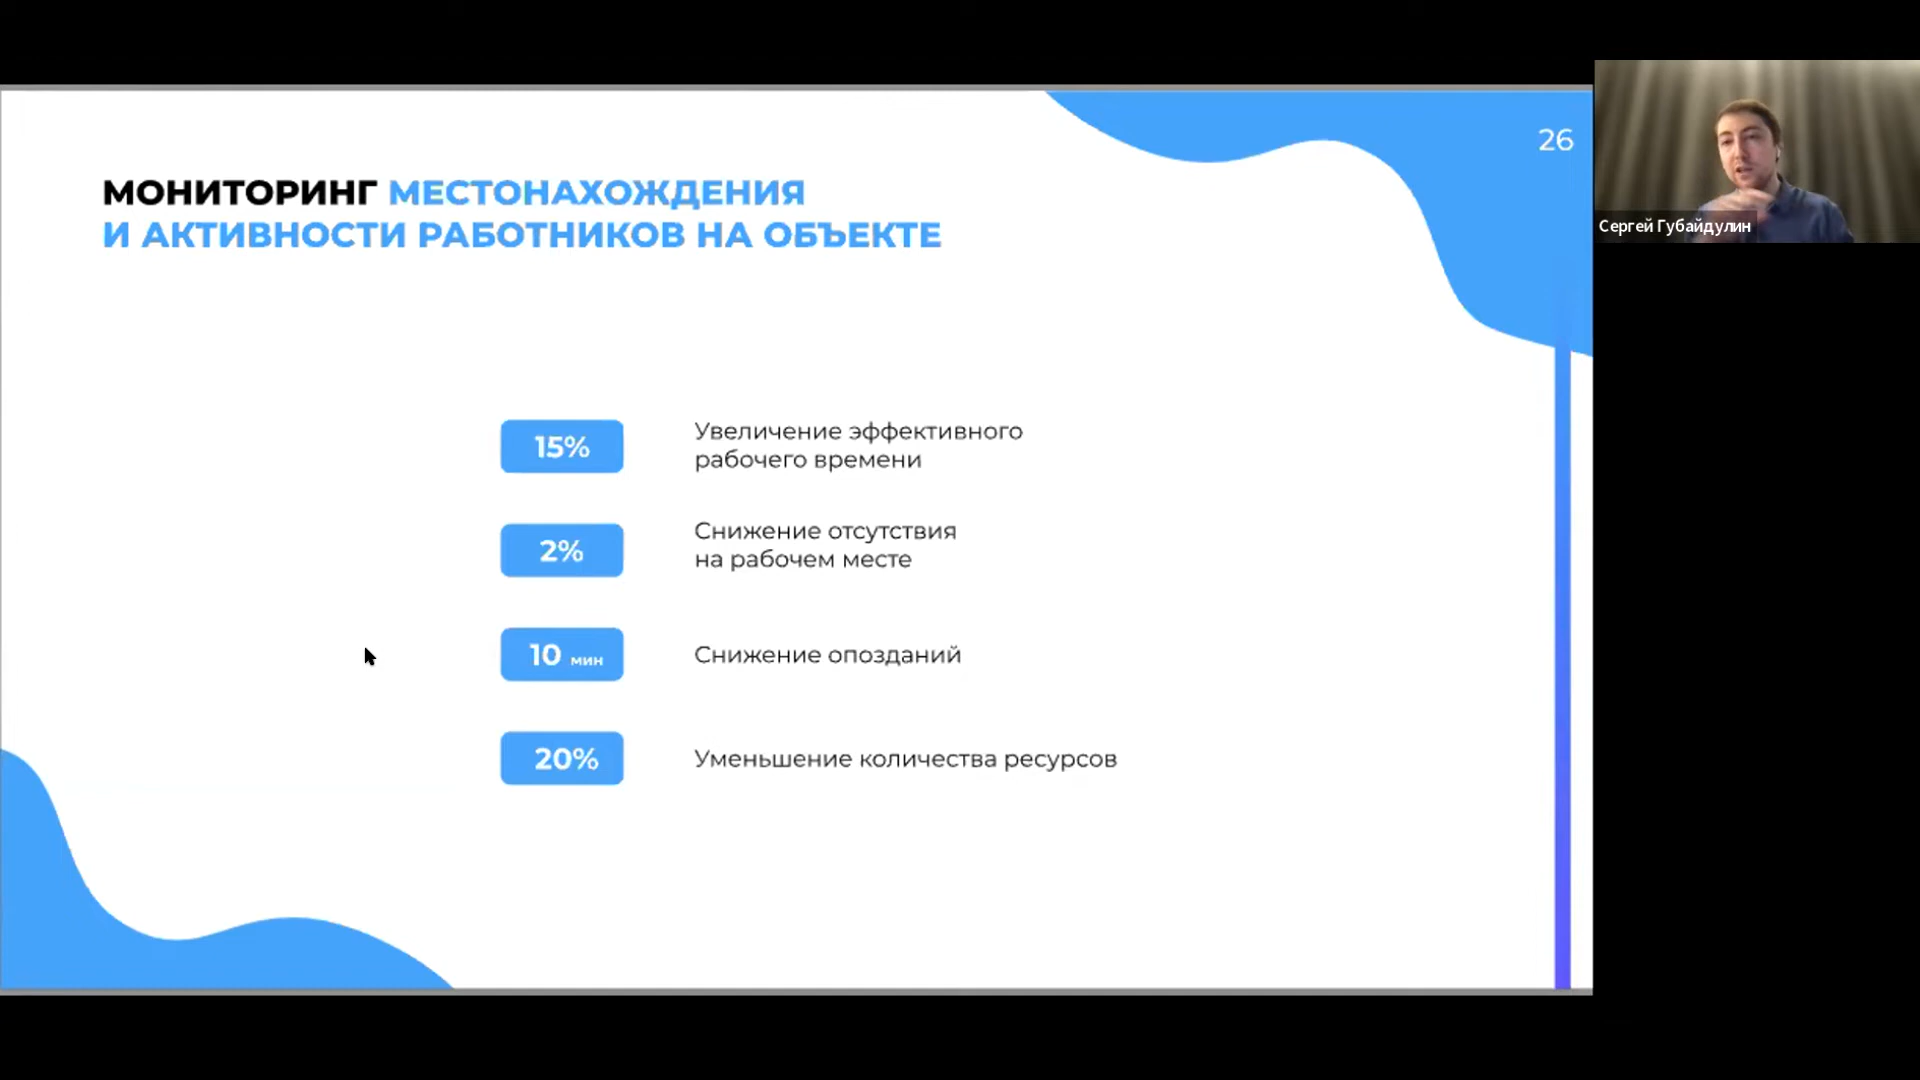 26
МОНИТОРИНГ МЕСТОНАХОЖДЕНИЯ
И АКТИВНОСТИ РАБОТНИКОВ НА ОБЪЕКТЕ
15%
Увеличение эффективного
рабочего времени
2%
Снижение отсутствия
на рабочем месте
10 мин
Снижение опозданий
20%
Уменьшение количества ресурсов
Сергей Губайдулин